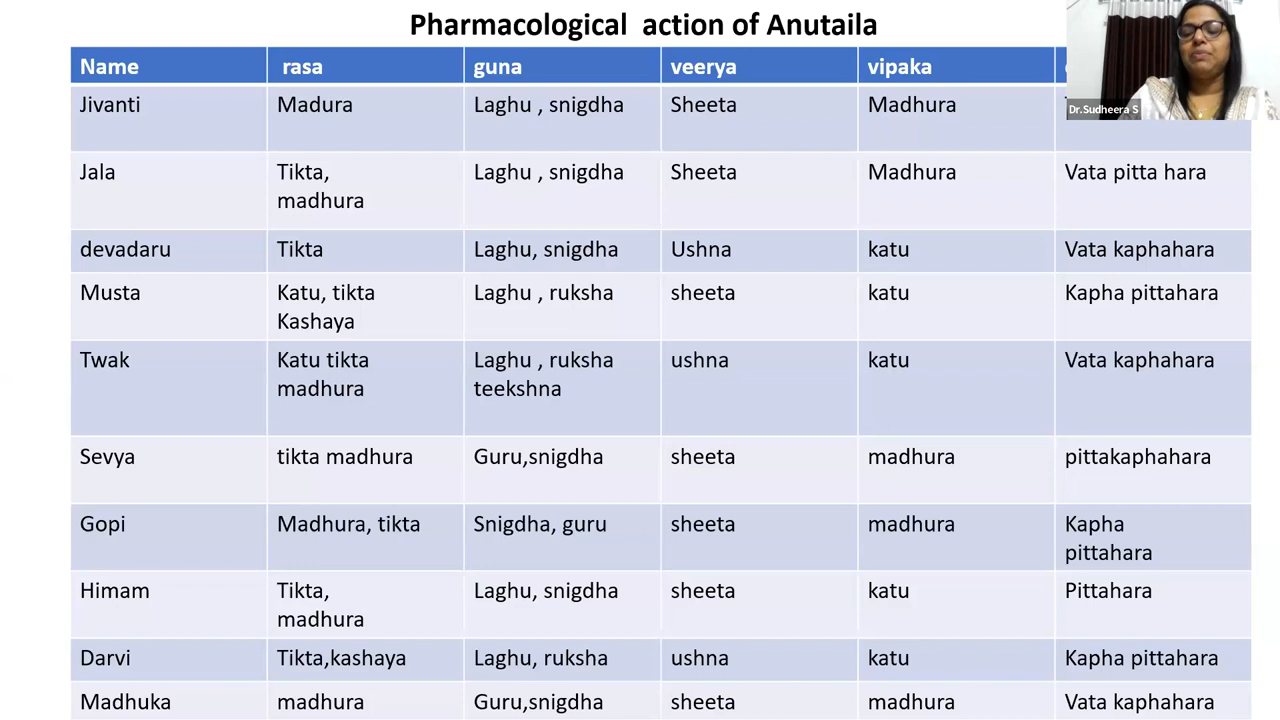 Pharmacological action of Anutaila
Name rasa guna veerya vipaka
Jivanti Madura Laghu , snigdha Sheeta Madhura
Dr.Sudheera S
Jala Tikta, Laghu , snigdha Sheeta Madhura Vata pitta hara
madhura
devadaru Tikta Laghu, snigdha Ushna katu Vata kaphahara
Musta Katu, tikta Laghu , ruksha sheeta katu Kapha pittahara
Kashaya
Twak Katu tikta Laghu , ruksha ushna katu Vata kaphahara
madhura teekshna
Sevya tikta madhura Guru,snigdha sheeta madhura pittakaphahara
Gopi Madhura, tikta Snigdha, guru sheeta madhura Kapha
pittahara
Himam Tikta, Laghu, snigdha sheeta katu Pittahara
madhura
Darvi Tikta,kashaya Laghu, ruksha ushna katu Kapha pittahara
Madhuka madhura Guru,snigdha sheeta madhura Vata kaphahara